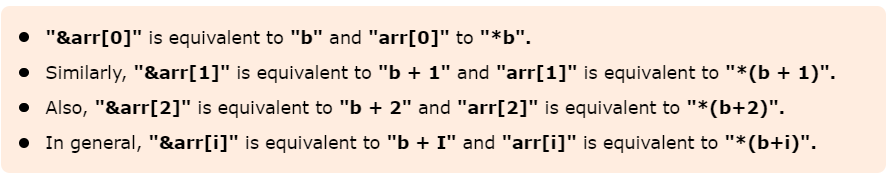 ● "&arr[0]" is equivalent to "b" and "arr[0]" to "*b".
● Similarly, "&arr[1]" is equivalent to "b + 1" and "arr[1]" is equivalent to "*(b + 1)".
● Also, "&arr[2]" is equivalent to "b + 2" and "arr[2]" is equivalent to "*(b+2)".
● In general, "&arr[i]" is equivalent to "b + I" and "arr[i]" is equivalent to "*(b+i)".